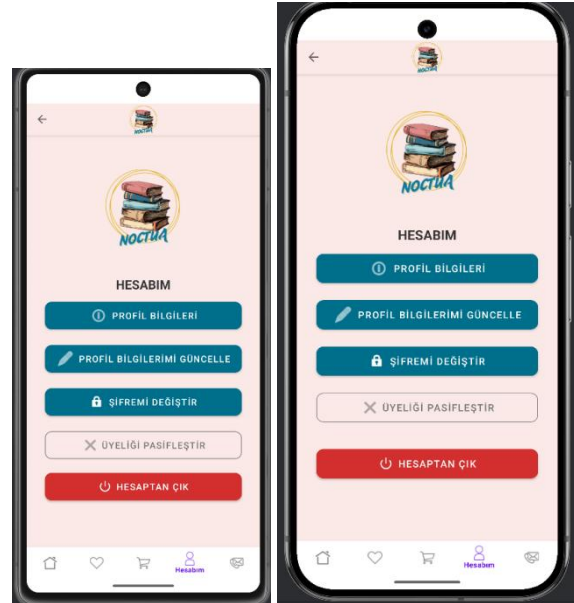 NOCTUA
NOCTUA
HESABIM
PROFİL BİLGİLERİ
PROFİL BİLGİLERİMİ GÜNCELLE
ŞİFREMİ DEĞİŞTİR
ÜYELİĞİ PASİFLEŞTİR
HESAPTAN ÇIK
Hesabım
NOCTUA
NOCTUA
HESABIM
PROFİL BİLGİLERİ
PROFİL BİLGİLERİMİ GÜNCELLE
ŞİFREMİ DEĞİŞTİR
ÜYELİĞİ PASİFLEŞTİR
HESAPTAN ÇIK
Hesabım